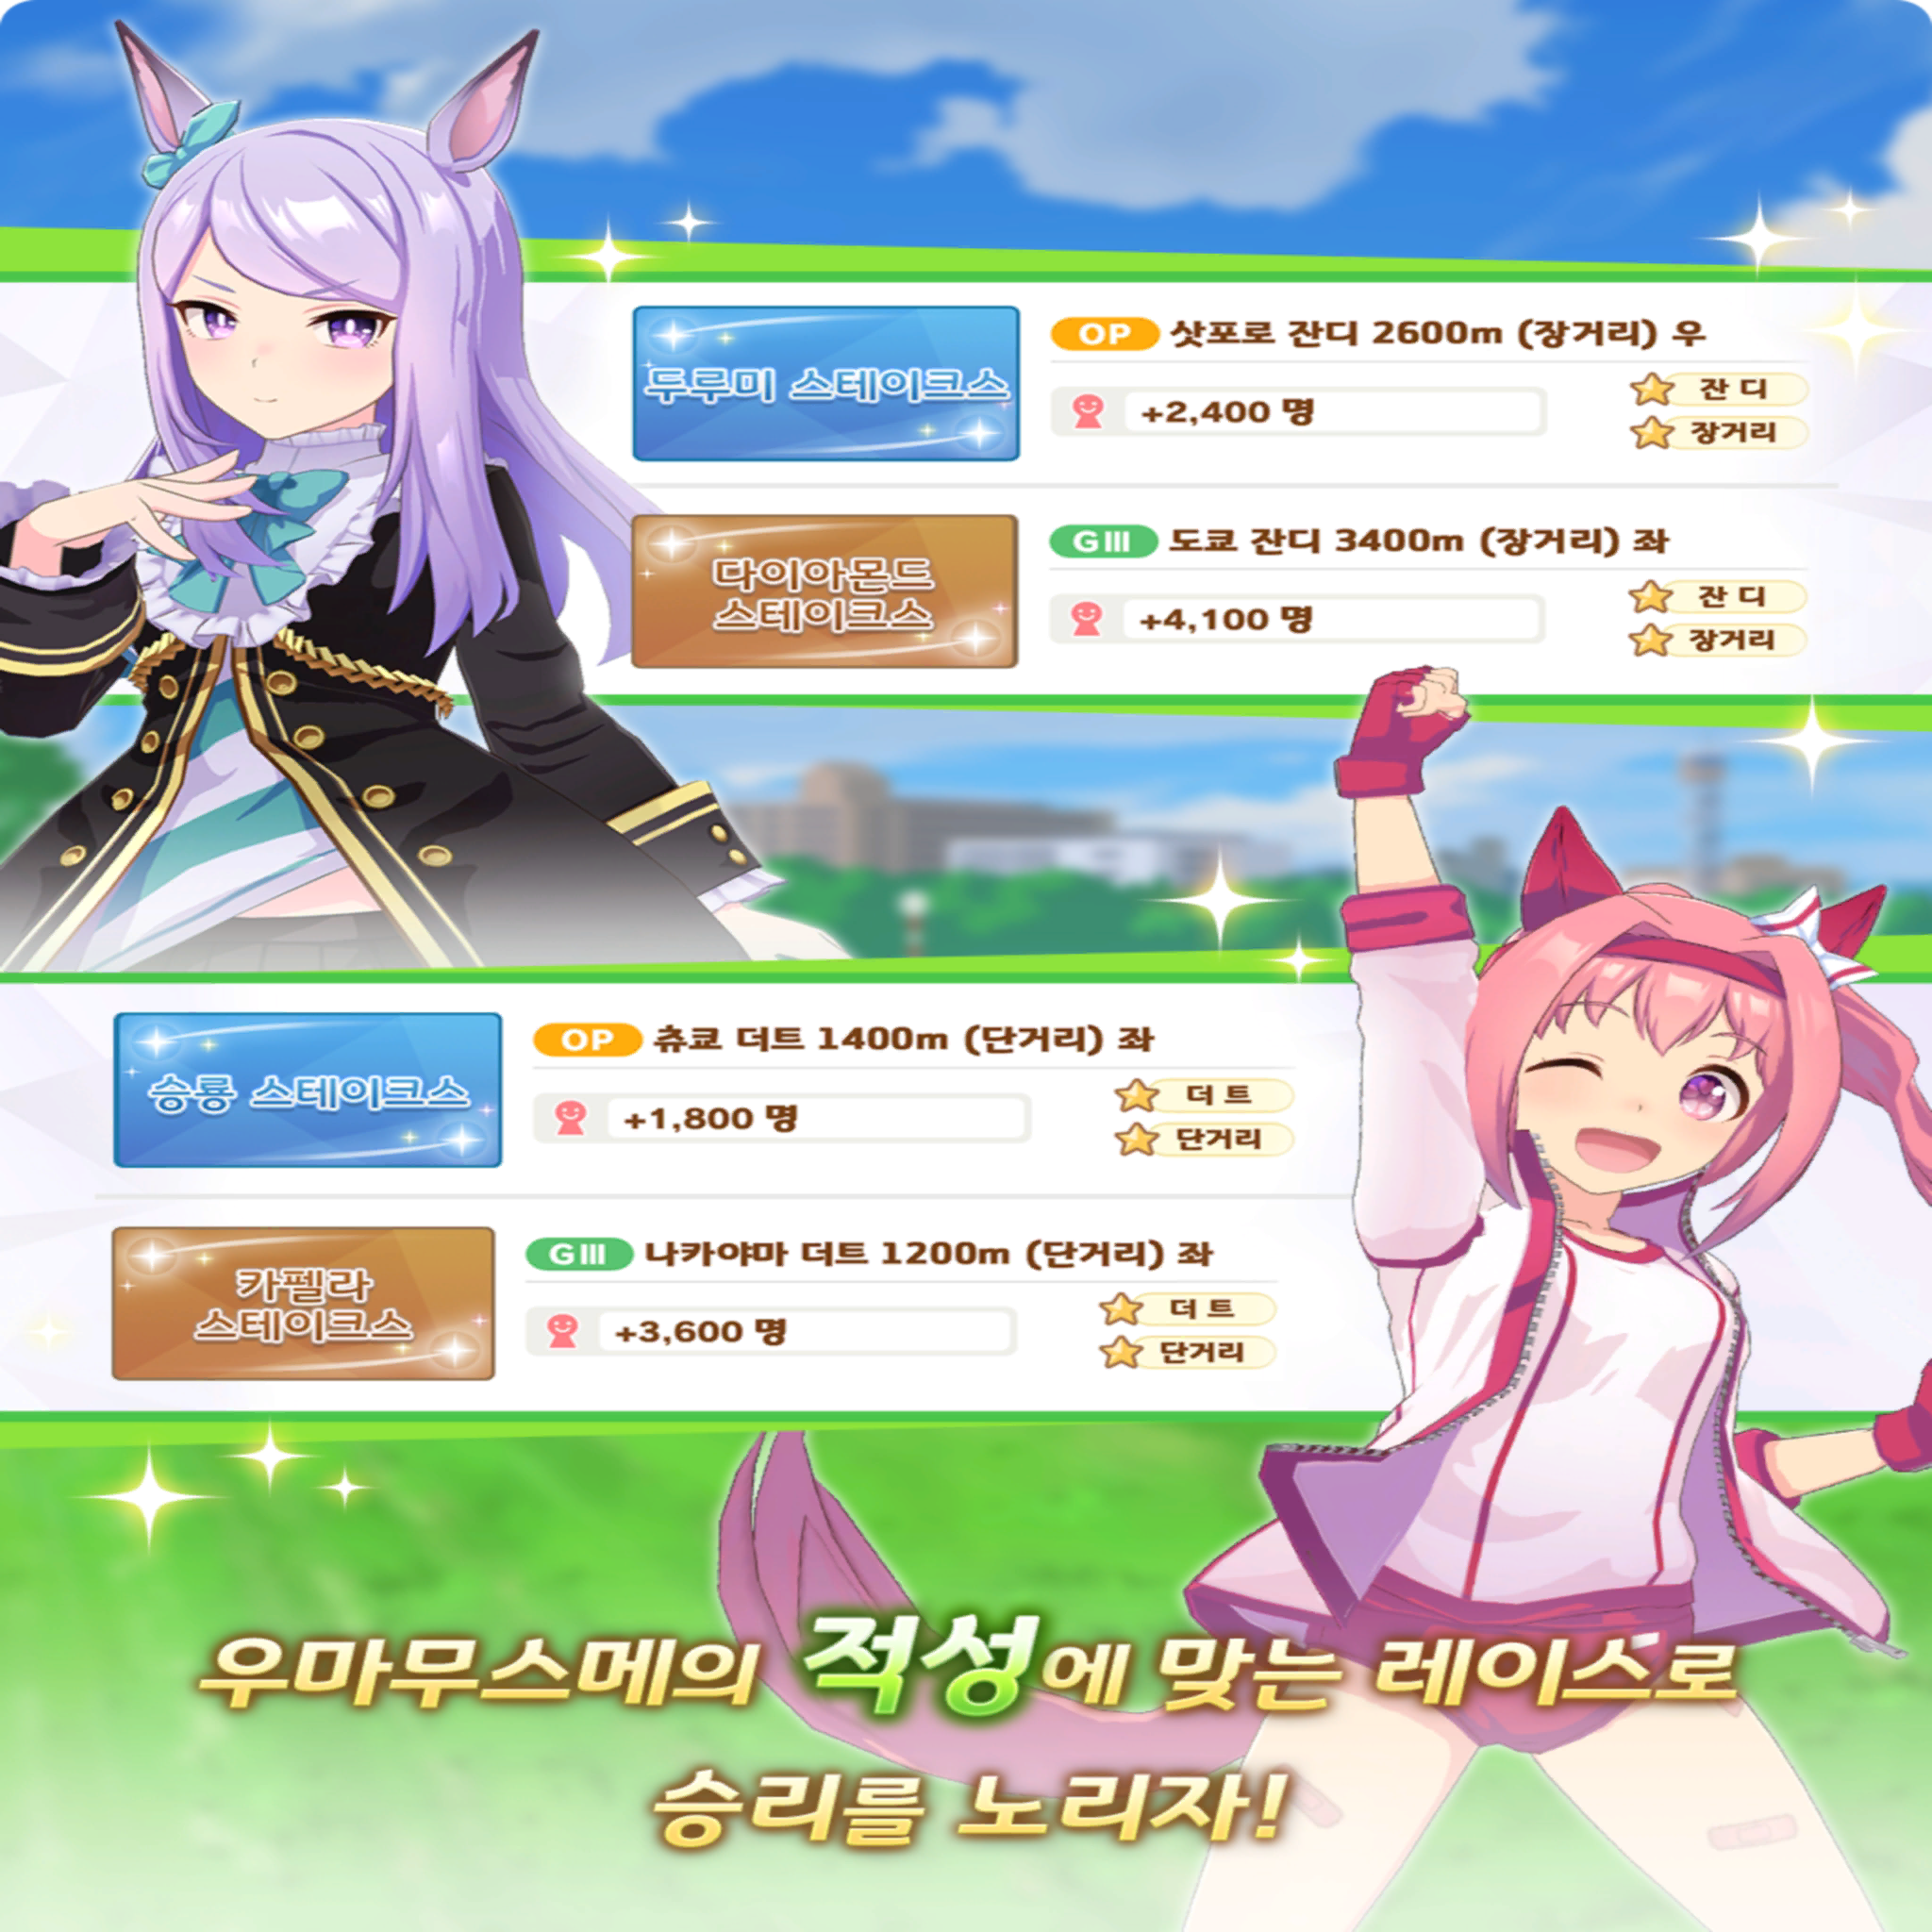 두루미 스테이크스
OP 삿포로 잔디 2600m (장거리) 우
+2,400 명
잔디
장거리
다이아몬드
스테이크스
GⅢ 도쿄 잔디 3400m (장거리) 좌
+4,100 명
잔디
장거리
승룡 스테이크스
OP 츄쿄 더트 1400m (단거리) 좌
+1,800 명
더트
단거리
카펠라
스테이크스
GⅢ 나카야마 더트 1200m (단거리) 좌
+3,600 명
더트
단거리
우마무스메의 적성에 맞는 레이스로
승리를 노리자!